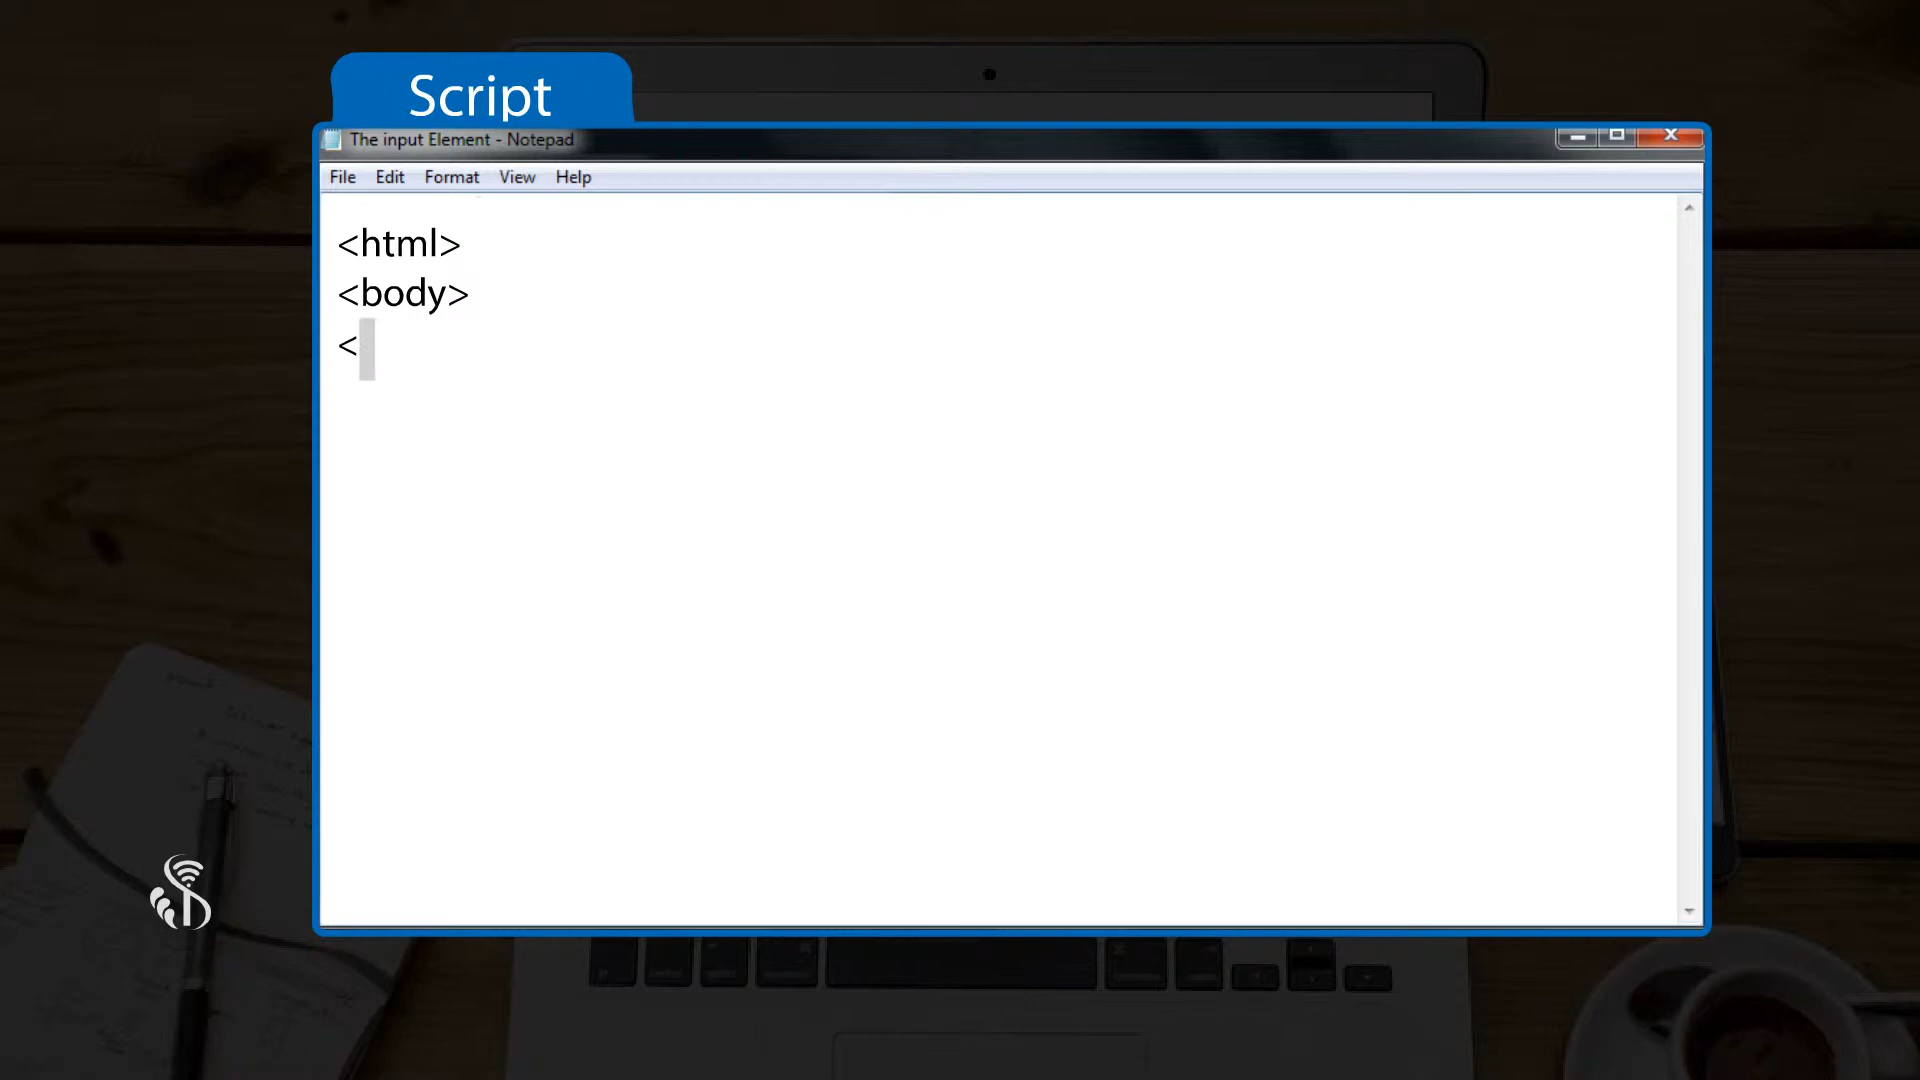 Script
The input Element - Notepad
File Edit Format View Help
<html>
<body>
<